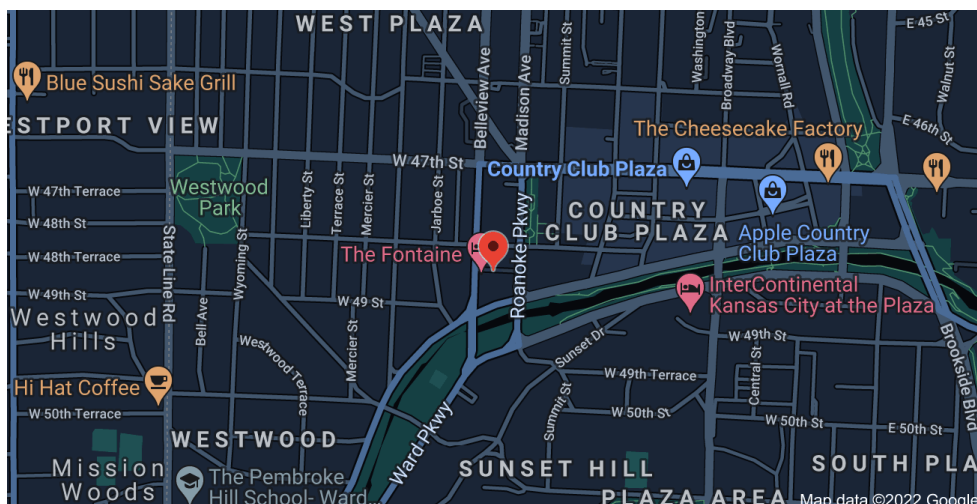 WEST PLAZA
Belleview Ave
Madison Ave
Summit St
Washington
Broadway Blvd
Wornall Rd
E 45 St
Walnut St
Blue Sushi Sake Grill
ESTPORT VIEW
E 46th St
The Cheesecake Factory
W 47th St
Country Club Plaza
W 47th Terrace
Westwood
Park
Liberty St
Terrace St
Mercier St
Jarboe St
W 48th St
COUNTRY
CLUB PLAZA
State Line Rd
Wyoming St
Roanoke Pkwy
Apple Country
Club Plaza
W 48th Terrace
The Fontaine
InterContinental
Kansas City at the Plaza
W 49th St
W 49 St
Bell Ave
Westwood
Hills
Westwood Terrace
Mercier St
Sunset Dr
W 49th St
Brookside Blvd
Hi Hat Coffee
W 49th Terrace
Central St
W 50th Terrace
Summit St
W 50th St
E 50th St
WESTWOOD
Ward Pkwy
Mission
Woods
The Pembroke
Hill School- Ward...
SUNSET HILL
SOUTH PLA
PLAZA AREA
Map data ©2022 Google